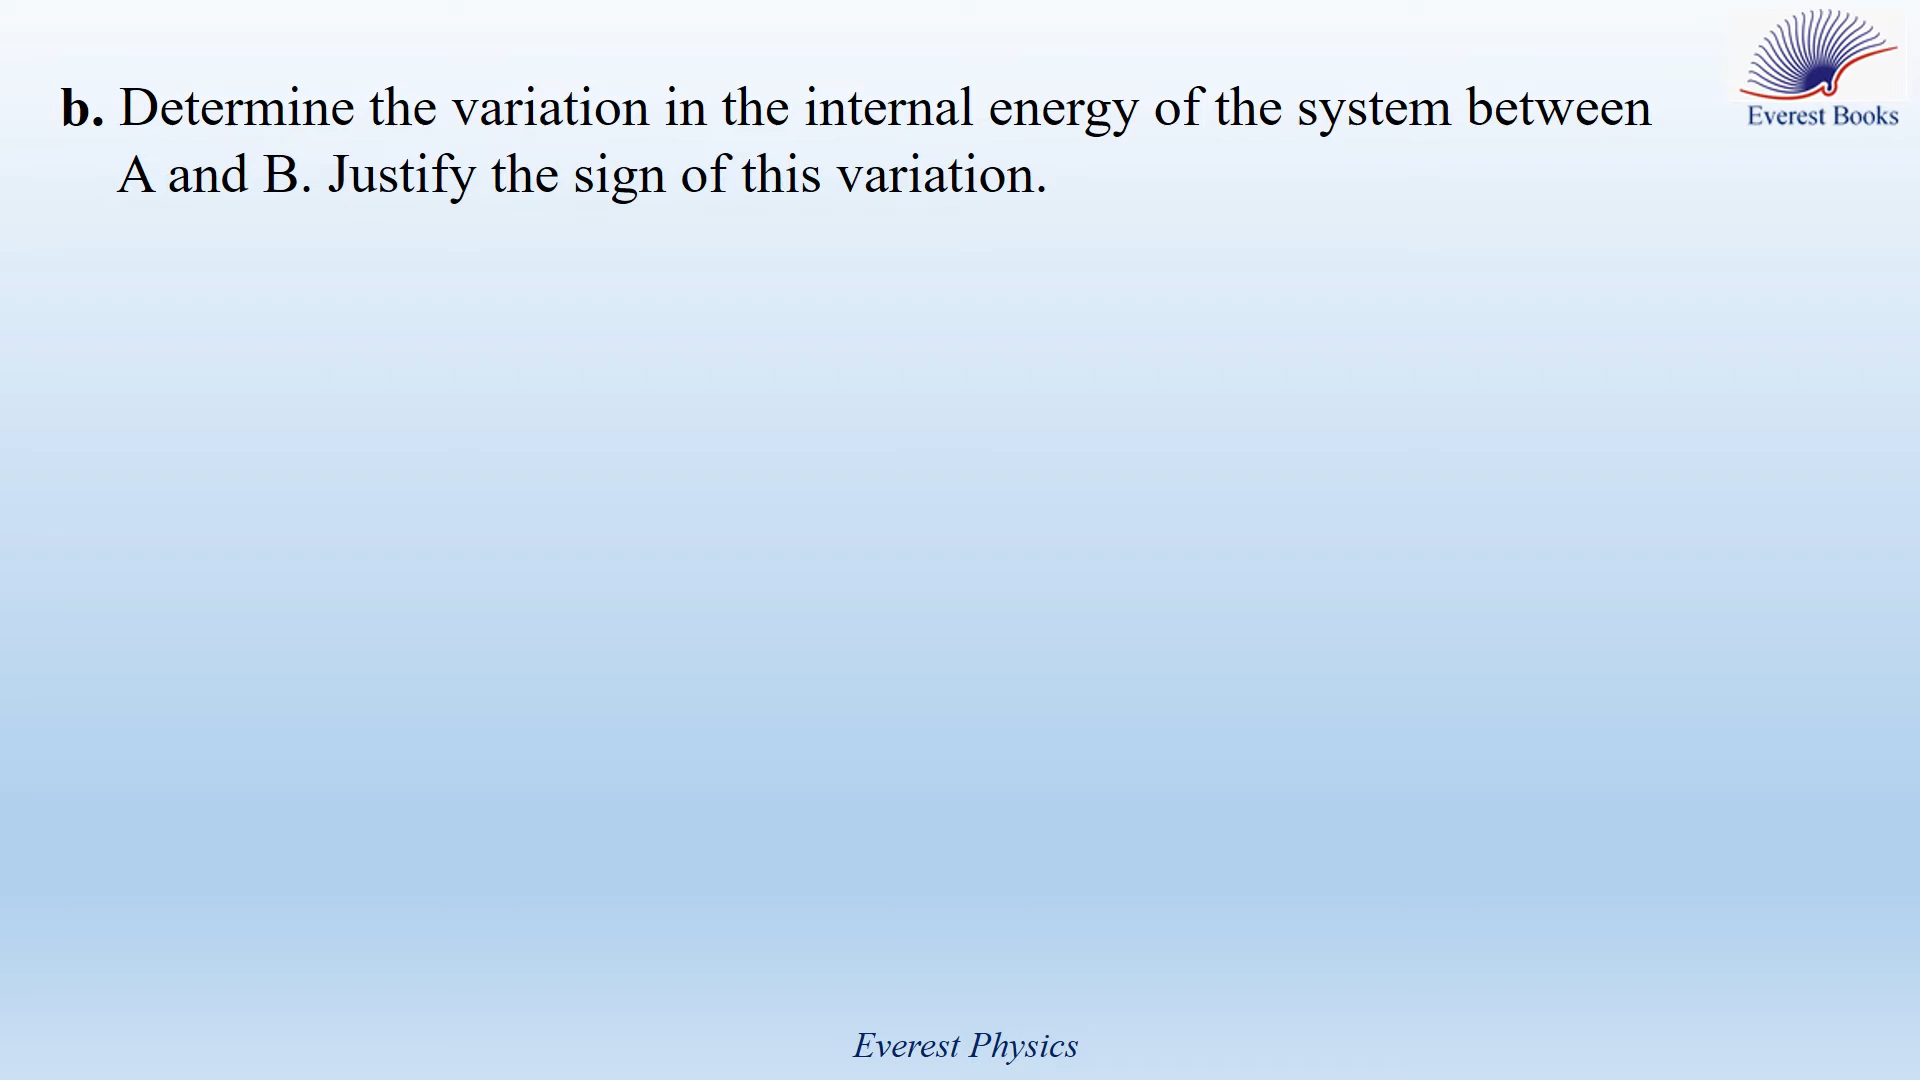 b. Determine the variation in the internal energy of the system between
A and B. Justify the sign of this variation.
Everest Books
Everest Physics